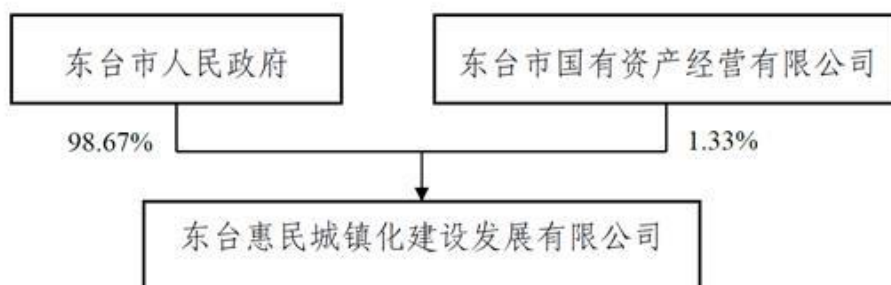 东台市人民政府
东台市国有资产经营有限公司
98.67%
1.33%
东台惠民城镇化建设发展有限公司